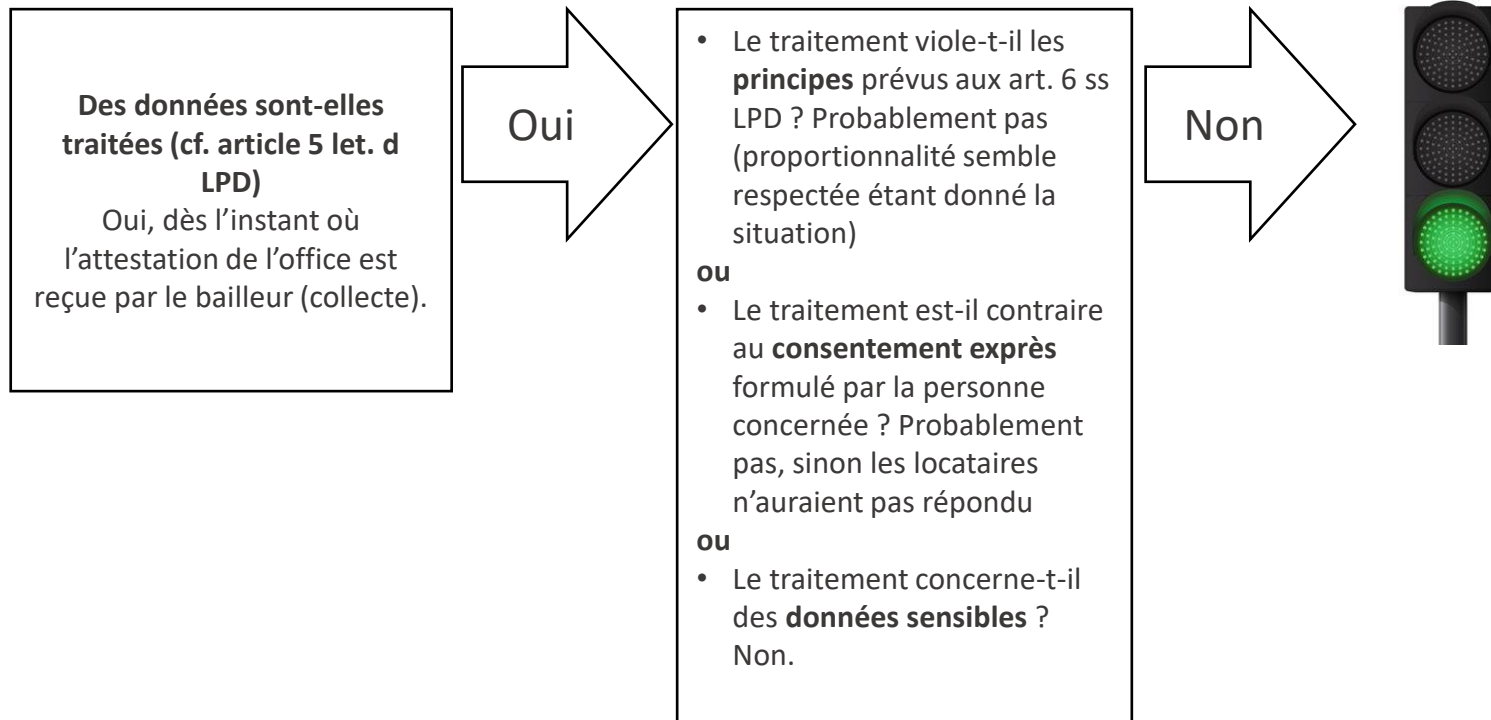 Des données sont-elles
traitées (cf. article 5 let. d
LPD)
Oui, dès l’instant où
l’attestation de l’office est
reçue par le bailleur (collecte).
Oui
• Le traitement viole-t-il les
principes prévus aux art. 6 ss
LPD ? Probablement pas
(proportionnalité semble
respectée étant donné la
situation)
ou
• Le traitement est-il contraire
au consentement exprès
formulé par la personne
concernée ? Probablement
pas, sinon les locataires
n’auraient pas répondu
ou
• Le traitement concerne-t-il
des données sensibles ?
Non.
Non